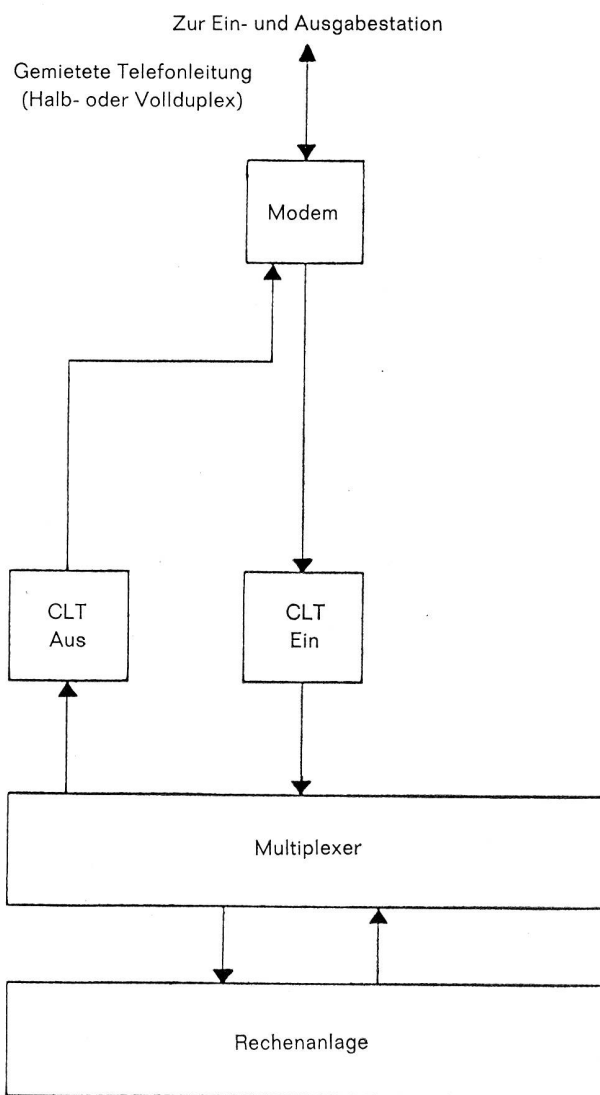 Zur Ein- und Ausgabestation
Gemietete Telefonleitung
(Halb- oder Vollduplex)
Modem
CLT
Aus
CLT
Ein
Multiplexer
Rechenanlage